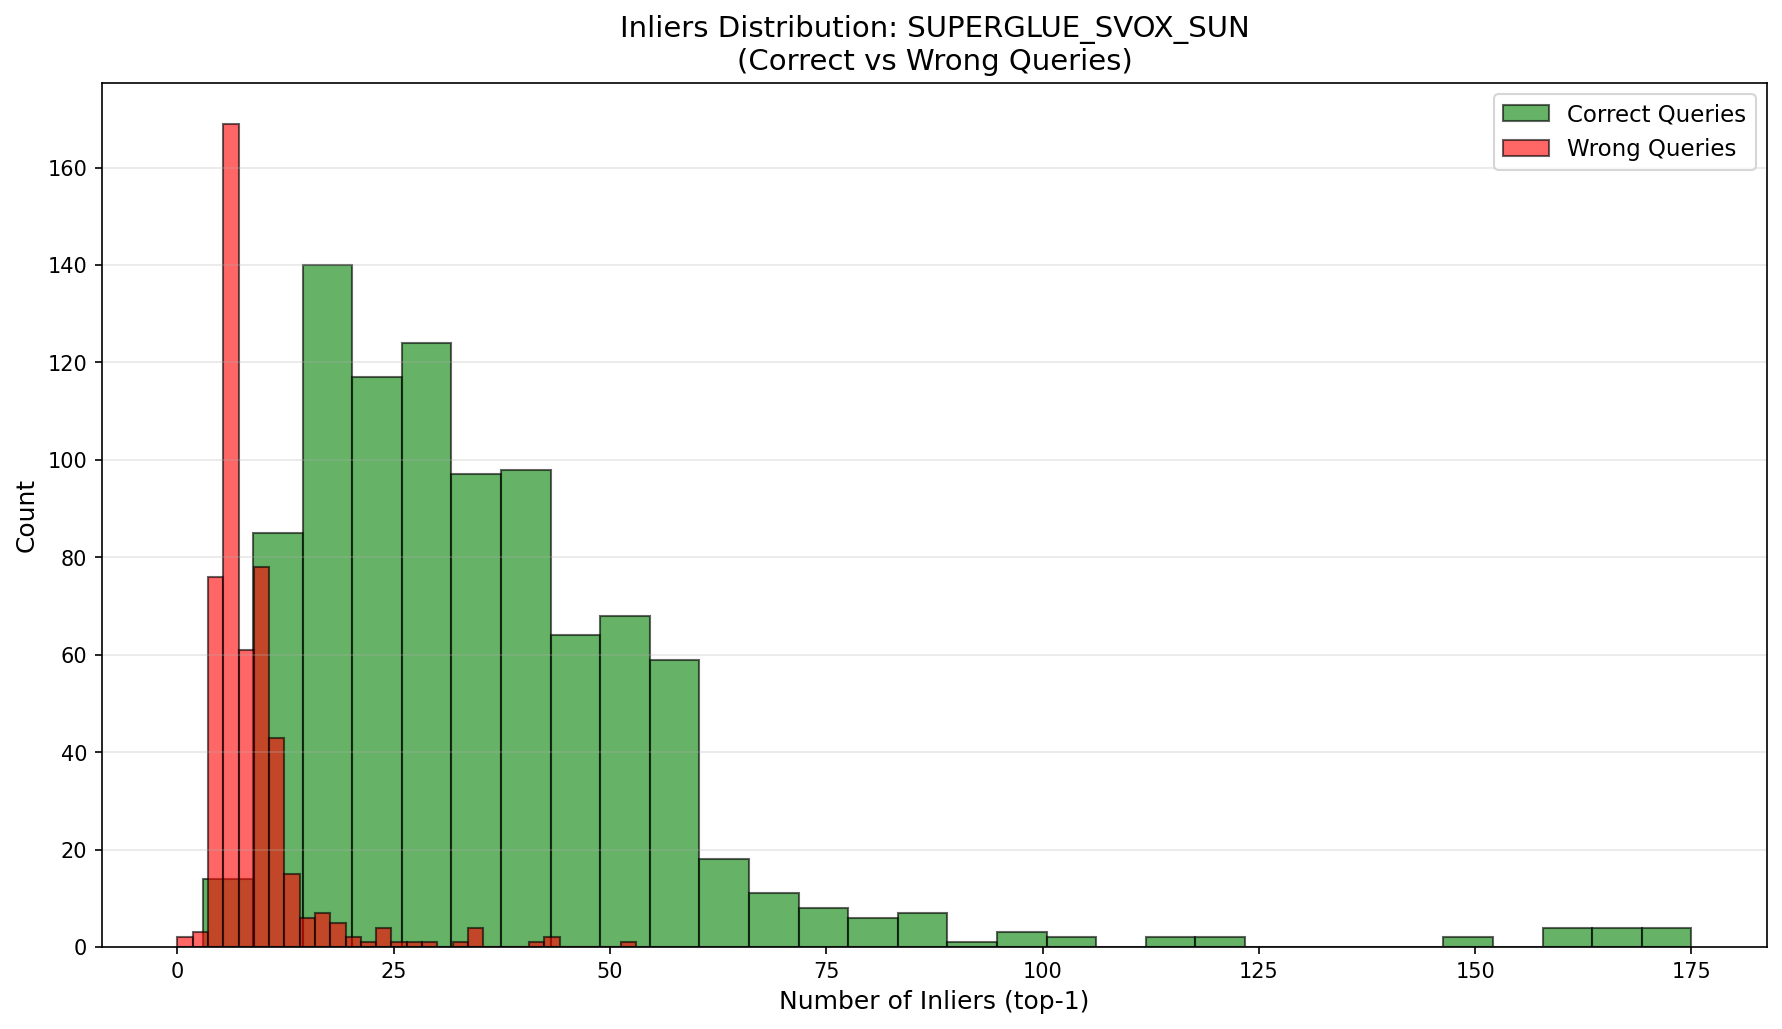 Inliers Distribution: SUPERGLUE_SVOX_SUN
(Correct vs Wrong Queries)
Correct Queries
Wrong Queries
Count
160
140
120
100
80
60
40
20
0
0 25 50 75 100 125 150 175
Number of Inliers (top-1)